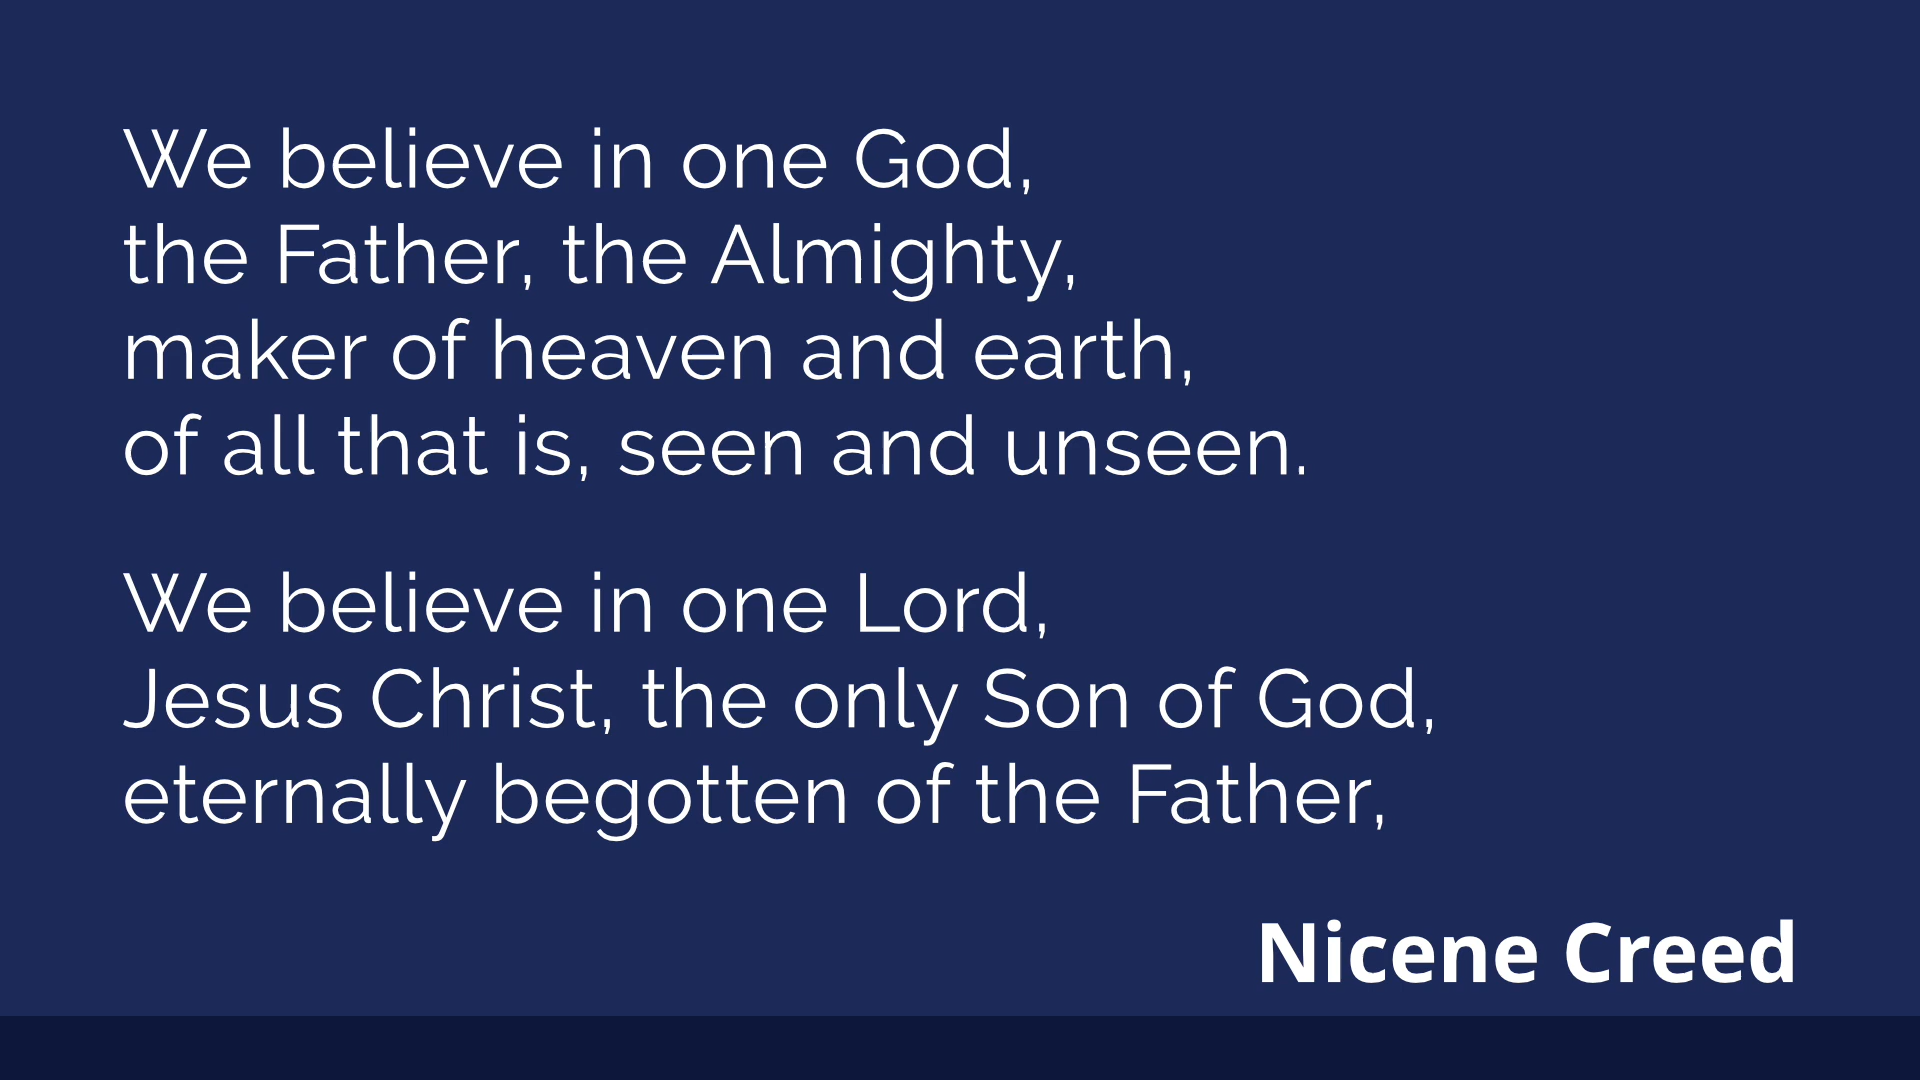 We believe in one God,
the Father, the Almighty,
maker of heaven and earth,
of all that is, seen and unseen.
We believe in one Lord,
Jesus Christ, the only Son of God,
eternally begotten of the Father,
Nicene Creed